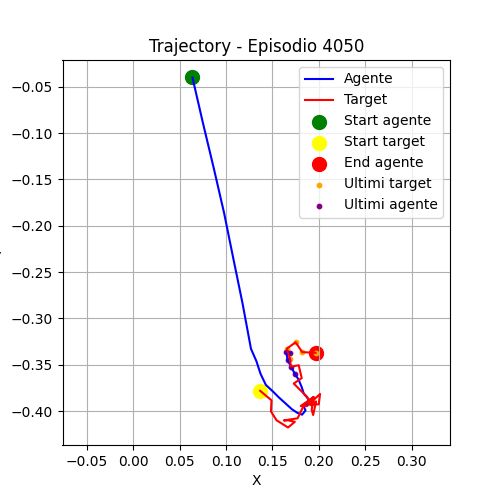 Trajectory - Episodio 4050
Agente
Target
Start agente
Start target
End agente
Ultimi target
Ultimi agente
−0.05
−0.10
−0.15
−0.20
−0.25
−0.30
−0.35
−0.40
−0.05
0.00
0.05
0.10
0.15
0.20
0.25
0.30
X